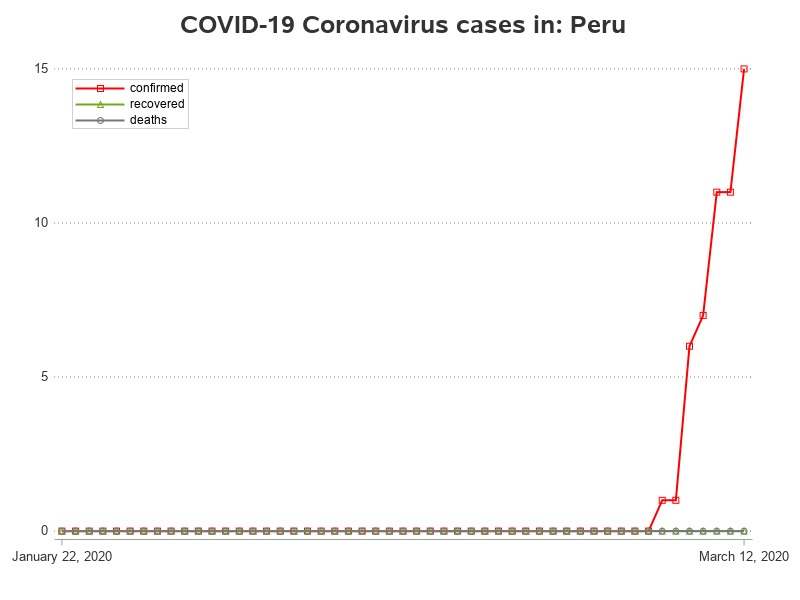 COVID-19 Coronavirus cases in: Peru
15
confirmed
recovered
deaths
10
5
0
January 22, 2020
March 12, 2020